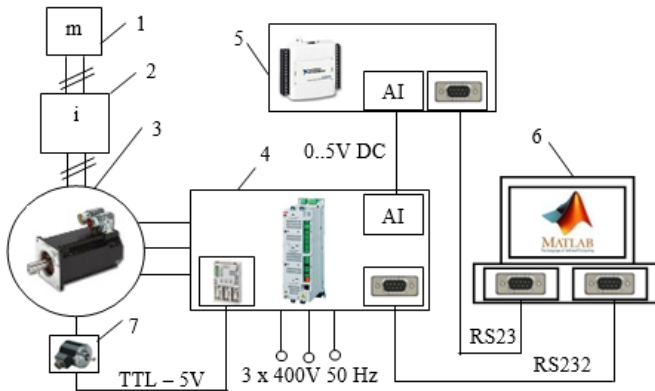 m
1
5
2
i
AI
3
4
0..5V DC
6
AI
MATLAB
7
RS23
RS232
TTL – 5V
3 x 400V 50 Hz